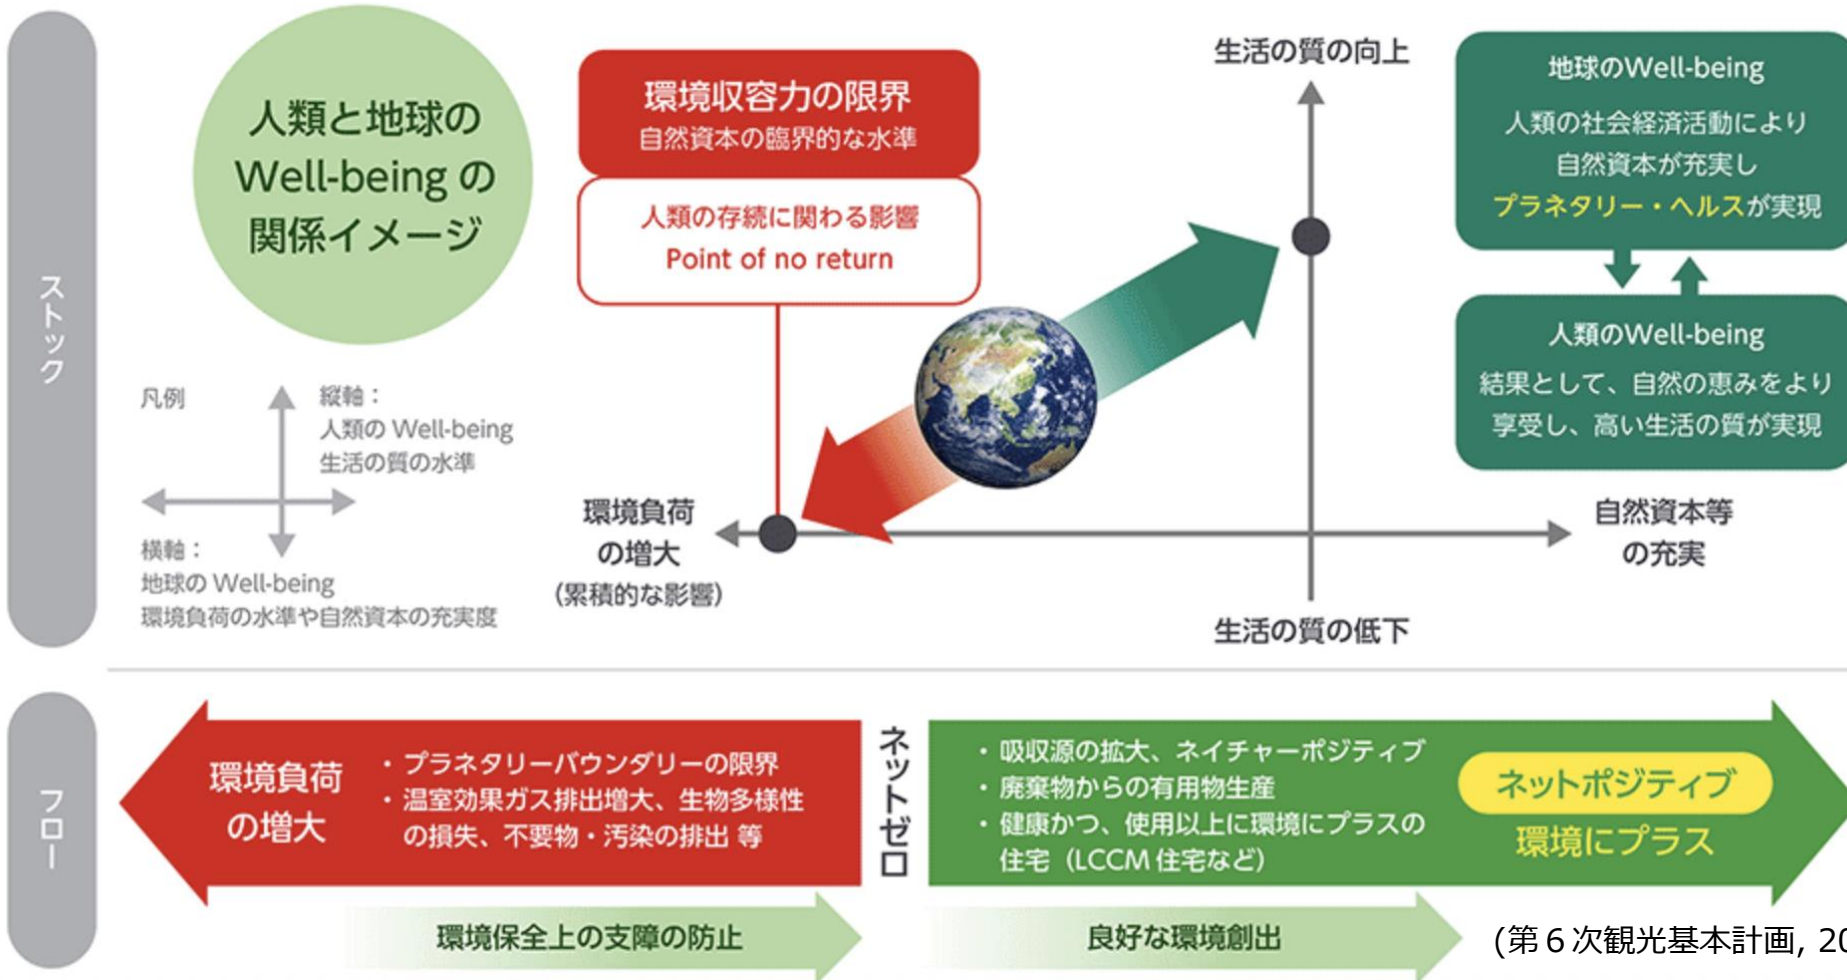 ストック
人類と地球の
Well-being の
関係イメージ
凡例
縦軸：
人類の Well-being
生活の質の水準
横軸：
地球の Well-being
環境負荷の水準や自然資本の充実度
環境収容力の限界
自然資本の臨界的な水準
人類の存続に関わる影響
Point of no return
生活の質の向上
環境負荷
の増大
(累積的な影響)
自然資本等
の充実
生活の質の低下
地球のWell-being
人類の社会経済活動により
自然資本が充実し
プラネタリー・ヘルスが実現
人類のWell-being
結果として、自然の恵みをより
享受し、高い生活の質が実現
フロー
環境負荷
の増大
・プラネタリーバウンダリーの限界
・温室効果ガス排出増大、生物多様性
の損失、不要物・汚染の排出 等
ネットゼロ
・吸収源の拡大、ネイチャーポジティブ
・廃棄物からの有用物生産
・健康かつ、使用以上に環境にプラスの
住宅（LCCM 住宅など）
ネットポジティブ
環境にプラス
環境保全上の支障の防止
良好な環境創出
(第６次観光基本計画, 20